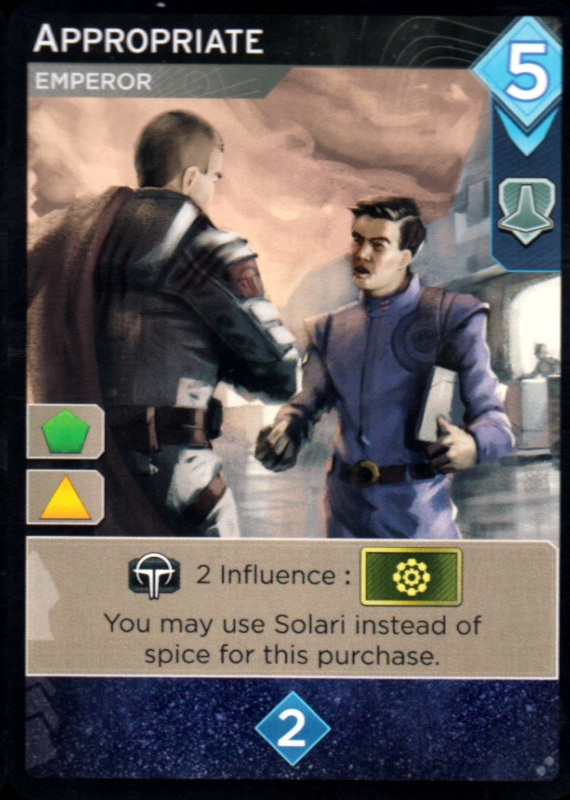 APPROPRIATE
5
EMPEROR
2 Influence :
You may use Solari instead of
spice for this purchase.
2